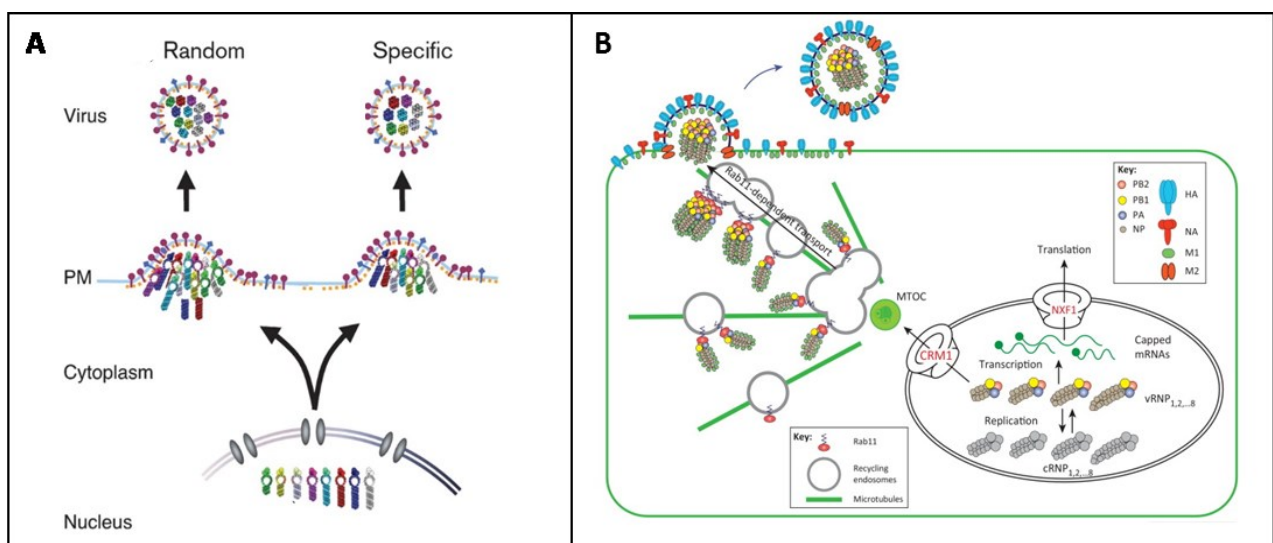 A
Random
Specific
Virus
PM
Cytoplasm
Nucleus
B
Rab11-dependent transport
MTOC
Key:
PB2
PB1
PA
NP
HA
NA
M1
M2
Translation
NXF1
CRM1
Capped
mRNAs
Transcription
vRNP1,2,...8
Replication
cRNP1,2,...8
Key:
Rab11
Recycling
endosomes
Microtubules